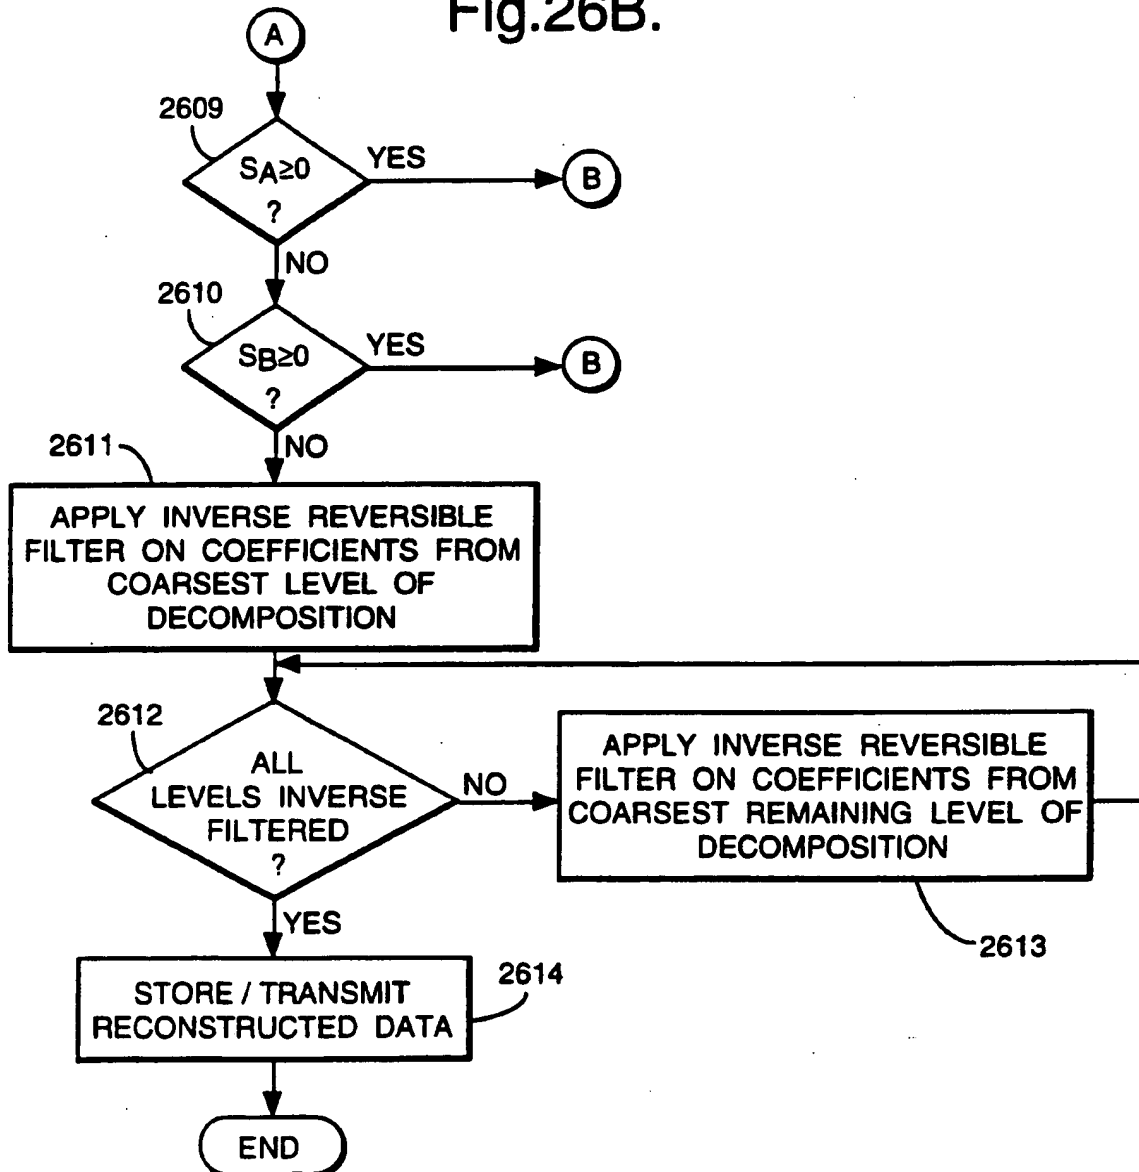 Fig.26B.
A
2609
SA≥0
?
YES
B
NO
2610
SB≥0
?
YES
B
NO
2611
APPLY INVERSE REVERSIBLE
FILTER ON COEFFICIENTS FROM
COARSEST LEVEL OF
DECOMPOSITION
2612
ALL
LEVELS INVERSE
FILTERED
?
NO
APPLY INVERSE REVERSIBLE
FILTER ON COEFFICIENTS FROM
COARSEST REMAINING LEVEL OF
DECOMPOSITION
2613
YES
STORE / TRANSMIT
RECONSTRUCTED DATA
2614
END